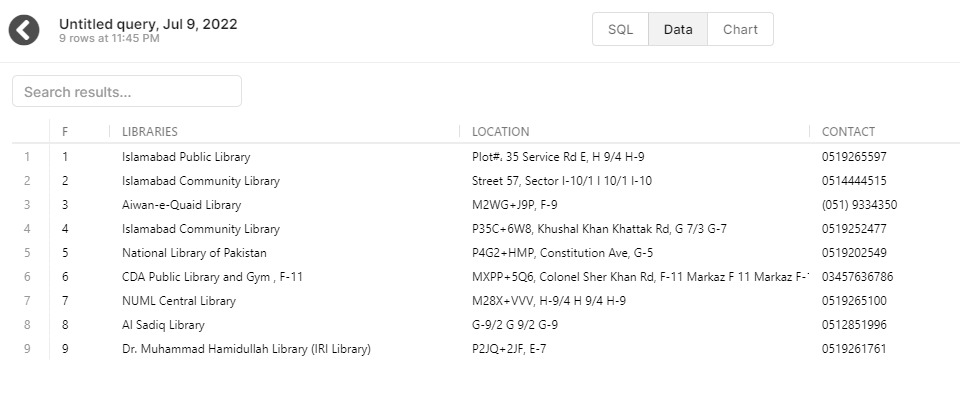 Untitled query, Jul 9, 2022
9 rows at 11:45 PM
SQL Data Chart
Search results...
F LIBRARIES LOCATION CONTACT
1 1 Islamabad Public Library Plot#. 35 Service Rd E, H 9/4 H-9 0519265597
2 2 Islamabad Community Library Street 57, Sector I-10/1 I 10/1 I-10 0514444515
3 3 Aiwan-e-Quaid Library M2WG+J9P, F-9 (051) 9334350
4 4 Islamabad Community Library P35C+6W8, Khushal Khan Khattak Rd, G 7/3 G-7 0519252477
5 5 National Library of Pakistan P4G2+HMP, Constitution Ave, G-5 0519202549
6 6 CDA Public Library and Gym , F-11 MXPP+5Q6, Colonel Sher Khan Rd, F-11 Markaz F 11 Markaz F-1 03457636786
7 7 NUML Central Library M28X+VVV, H-9/4 H 9/4 H-9 0519265100
8 8 Al Sadiq Library G-9/2 G 9/2 G-9 0512851996
9 9 Dr. Muhammad Hamidullah Library (IRI Library) P2JQ+2JF, E-7 0519261761